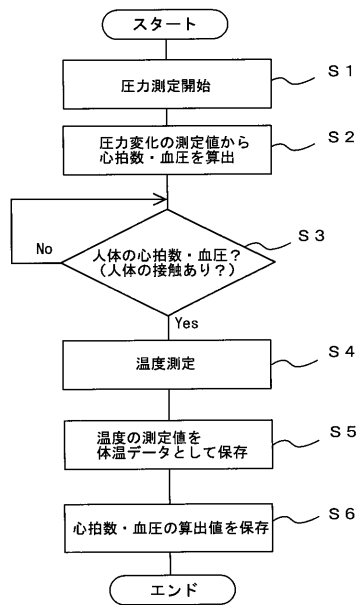 スタート
S1
圧力測定開始
S2
圧力変化の測定値から
心拍数・血圧を算出
S3
No
人体の心拍数・血圧？
（人体の接触あり？）
Yes
S4
温度測定
S5
温度の測定値を
体温データとして保存
S6
心拍数・血圧の算出値を保存
エンド